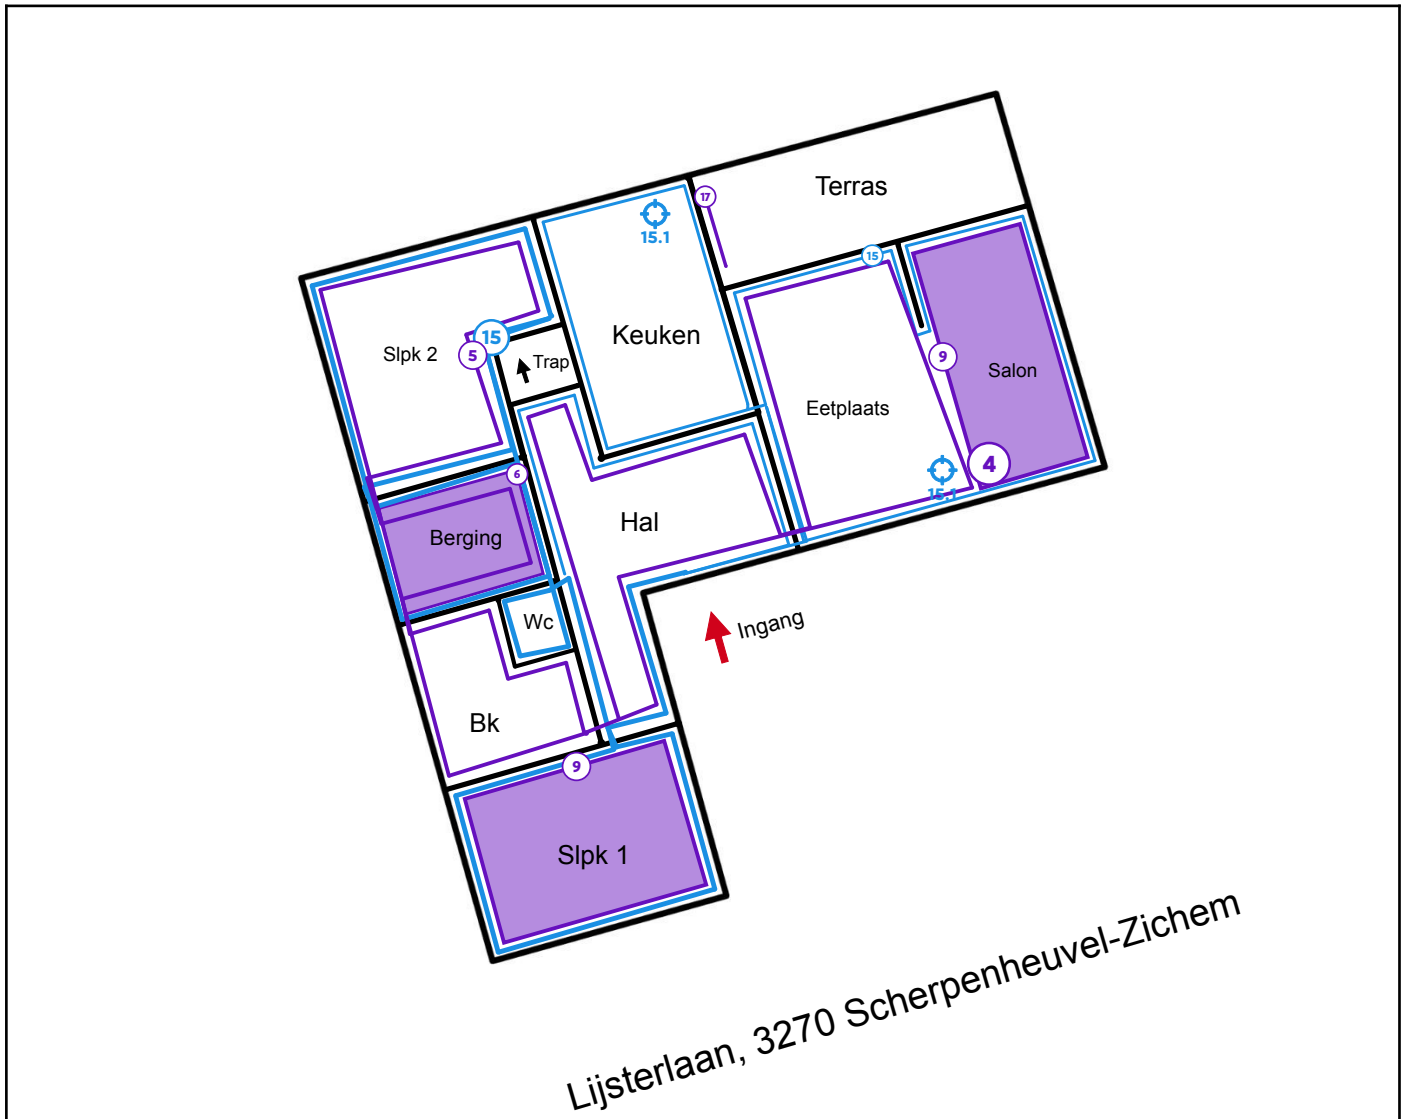 Terras
17
15.1
15
Keuken
15
5
Slpk 2
Trap
9
Salon
Eetplaats
4
15.1
6
Hal
Berging
Wc
Ingang
Bk
9
Slpk 1
Lijsterlaan, 3270 Scherpenheuvel-Zichem